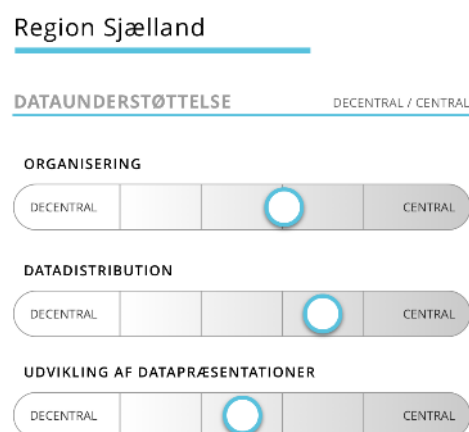 Region Sjælland
DATAUNDERSTØTTELSE DECENTRAL / CENTRAL
ORGANISERING
DECENTRAL CENTRAL
DATADISTRIBUTION
DECENTRAL CENTRAL
UDVIKLING AF DATAPRÆSENTATIONER
DECENTRAL CENTRAL